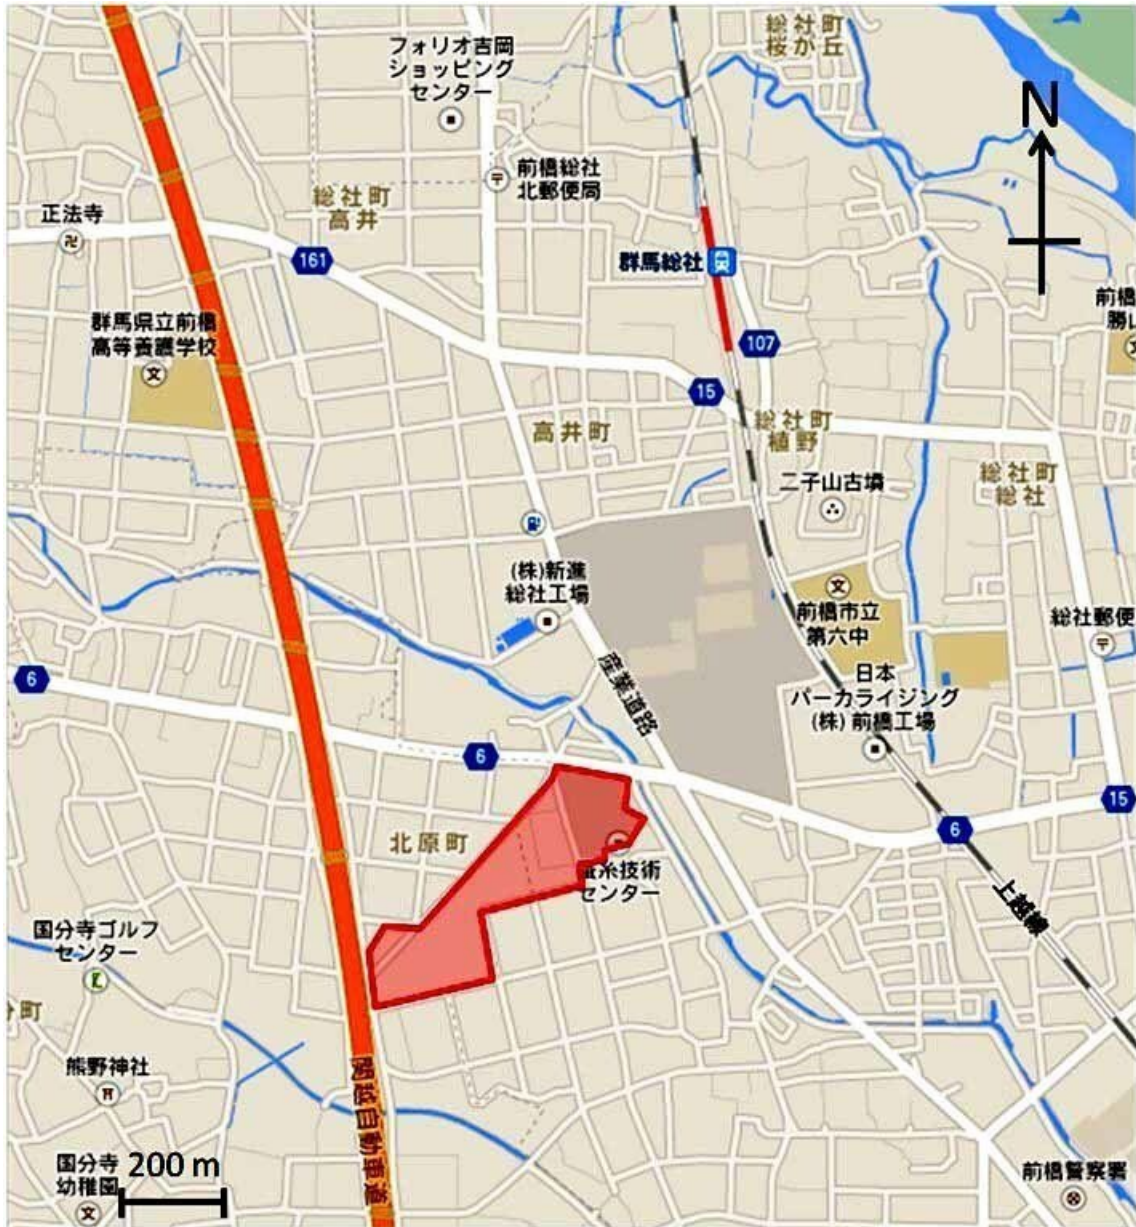 総社町
桜が丘
フォリオ吉岡
ショッピング
センター
N
前橋総社
北郵便局
総社町
高井
正法寺
161
群馬総社
前橋
勝山
群馬県立前橋
高等養護学校
107
15
高井町
総社町
植野
総社町
総社
二子山古墳
(株)新進
総社工場
前橋市立
第六中
総社郵便
産業道路
日本
パーカライジング
(株)前橋工場
6
6
15
6
北原町
糸技術
センター
上越線
国分寺ゴルフ
センター
町
熊野神社
関越自動車道
国分寺
幼稚園
200 m
前橋警察署